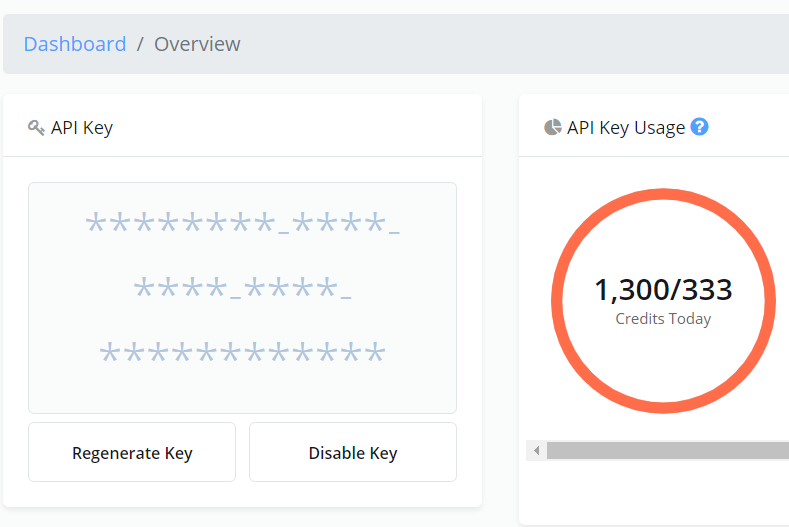 Dashboard / Overview
API Key
********-****-
****-****-
************
Regenerate Key
Disable Key
API Key Usage ?
1,300/333
Credits Today